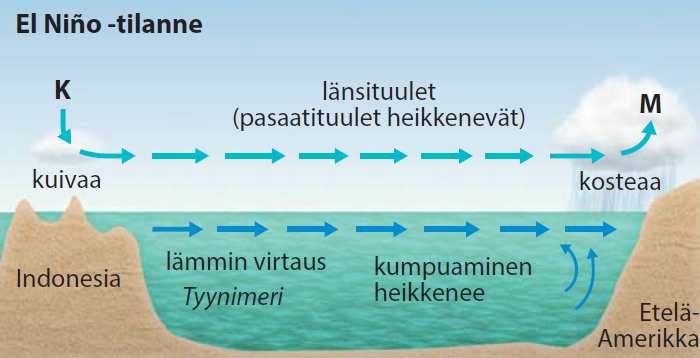 El Niño -tilanne
K
länsituulet
(pasaatituulet heikkenevät)
M
kuivaa
kosteaa
Indonesia
lämmin virtaus
Tyynimeri
kumpuaminen
heikkenee
Etelä-
Amerikka